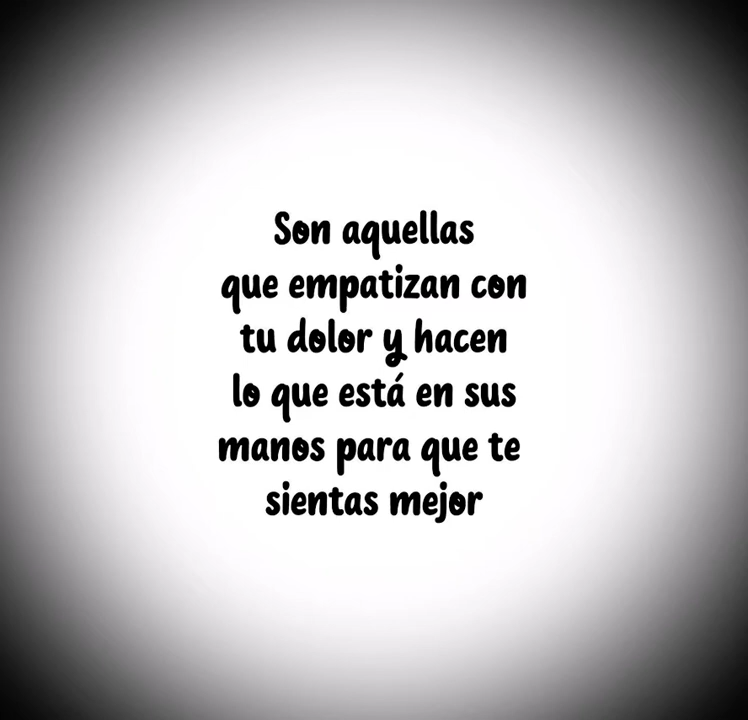 Son aquellas
que empatizan con
tu dolor y hacen
lo que está en sus
manos para que te
sientas mejor